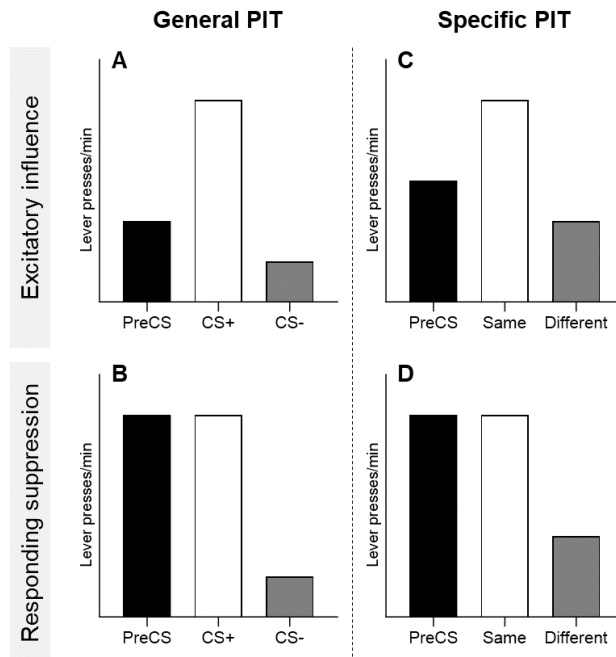 General PIT
Specific PIT
Excitatory influence
A
Lever presses/min
PreCS CS+ CS-
C
Lever presses/min
PreCS Same Different
Responding suppression
B
Lever presses/min
PreCS CS+ CS-
D
Lever presses/min
PreCS Same Different